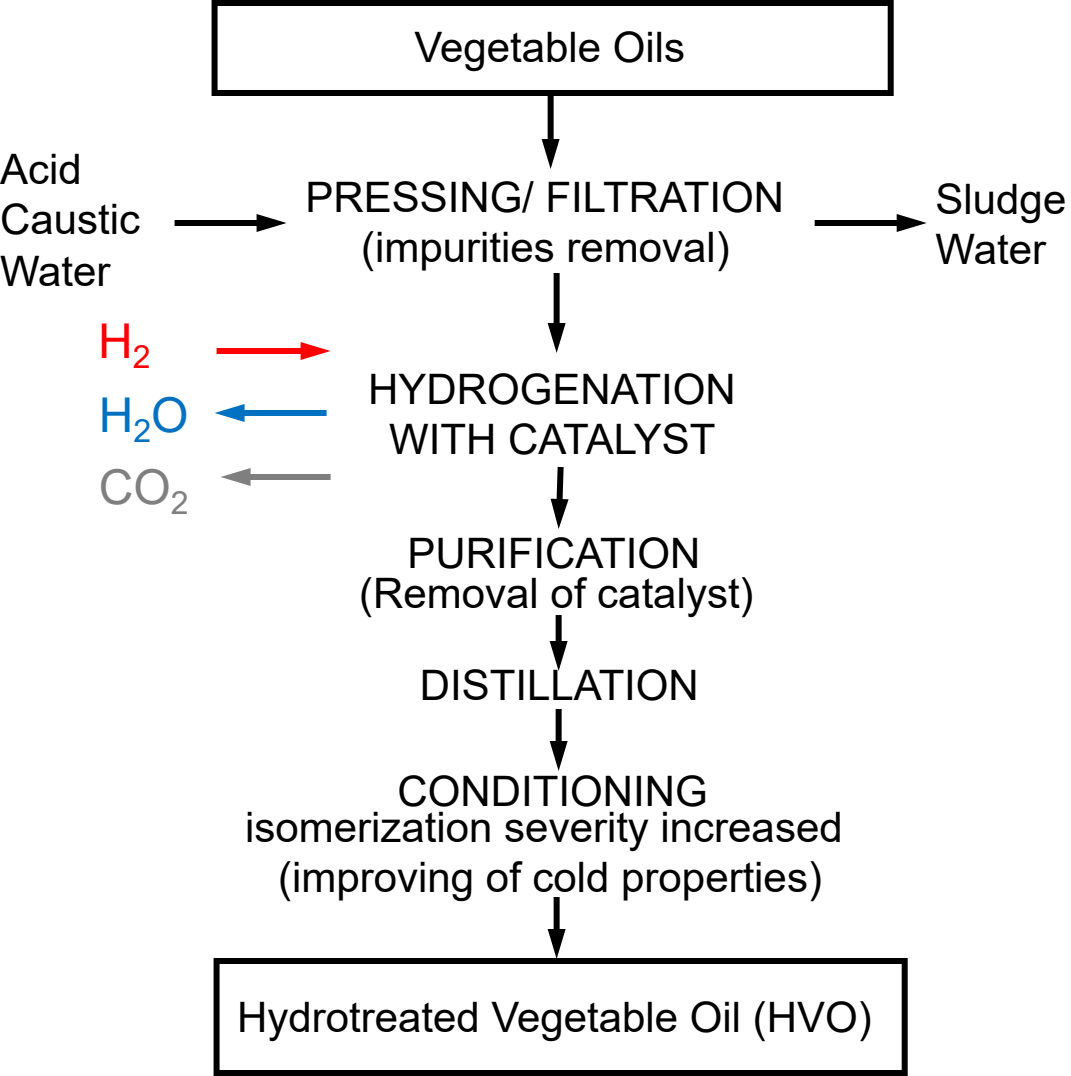 Vegetable Oils
Acid
Caustic
Water
PRESSING/ FILTRATION
(impurities removal)
Sludge
Water
H₂
H₂O
CO₂
HYDROGENATION
WITH CATALYST
PURIFICATION
(Removal of catalyst)
DISTILLATION
CONDITIONING
isomerization severity increased
(improving of cold properties)
Hydrotreated Vegetable Oil (HVO)